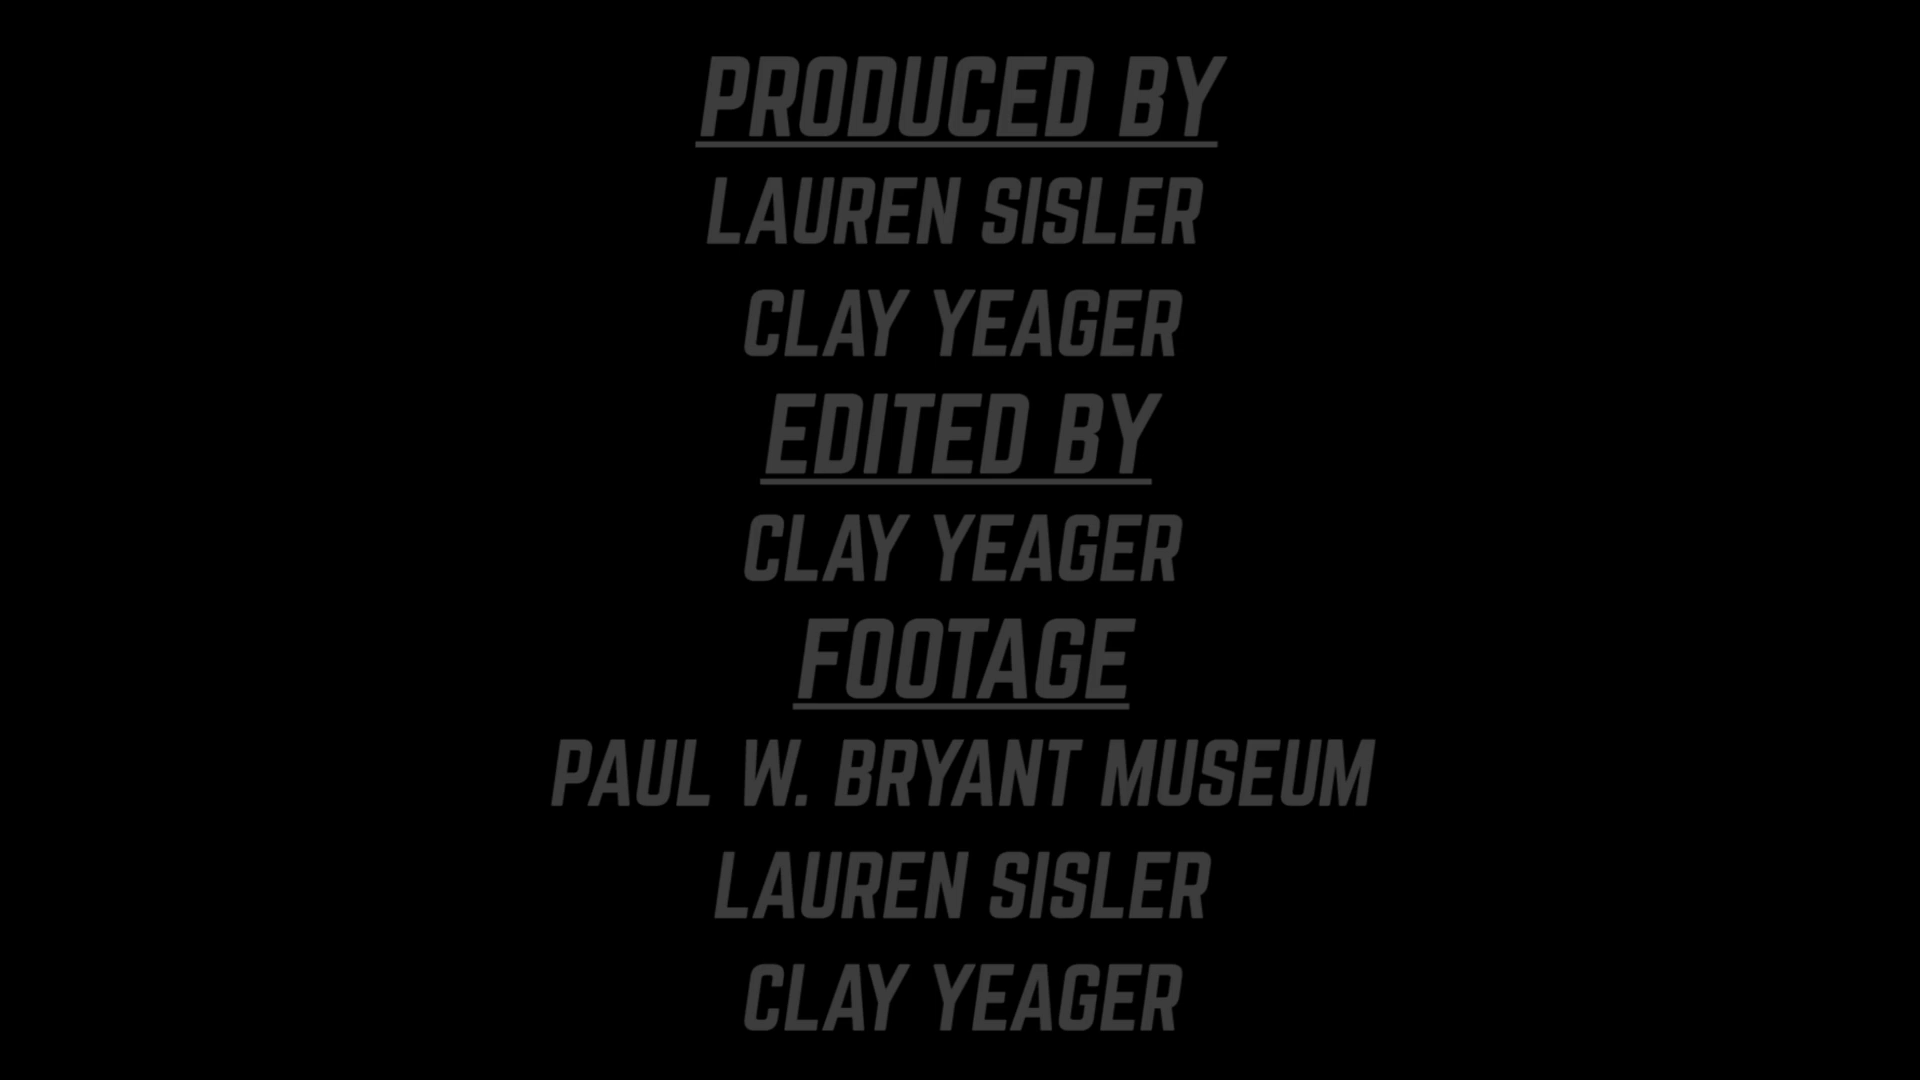 PRODUCED BY
LAUREN SISLER
CLAY YEAGER
EDITED BY
CLAY YEAGER
FOOTAGE
PAUL W. BRYANT MUSEUM
LAUREN SISLER
CLAY YEAGER